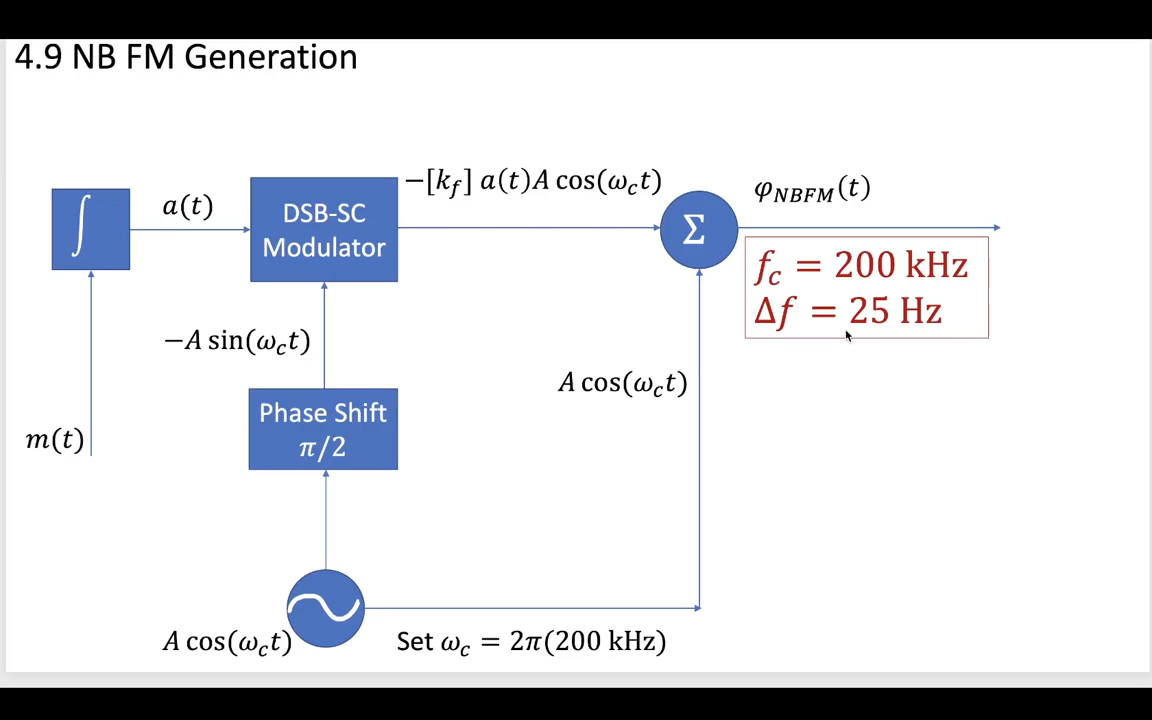 4.9 NB FM Generation
∫
a(t)
DSB-SC
Modulator
−[k_f] a(t)A cos(ω_c t)
Σ
φ_NBFM(t)
f_c = 200 kHz
Δf = 25 Hz
−A sin(ω_c t)
A cos(ω_c t)
Phase Shift
π/2
m(t)
A cos(ω_c t)
Set ω_c = 2π(200 kHz)